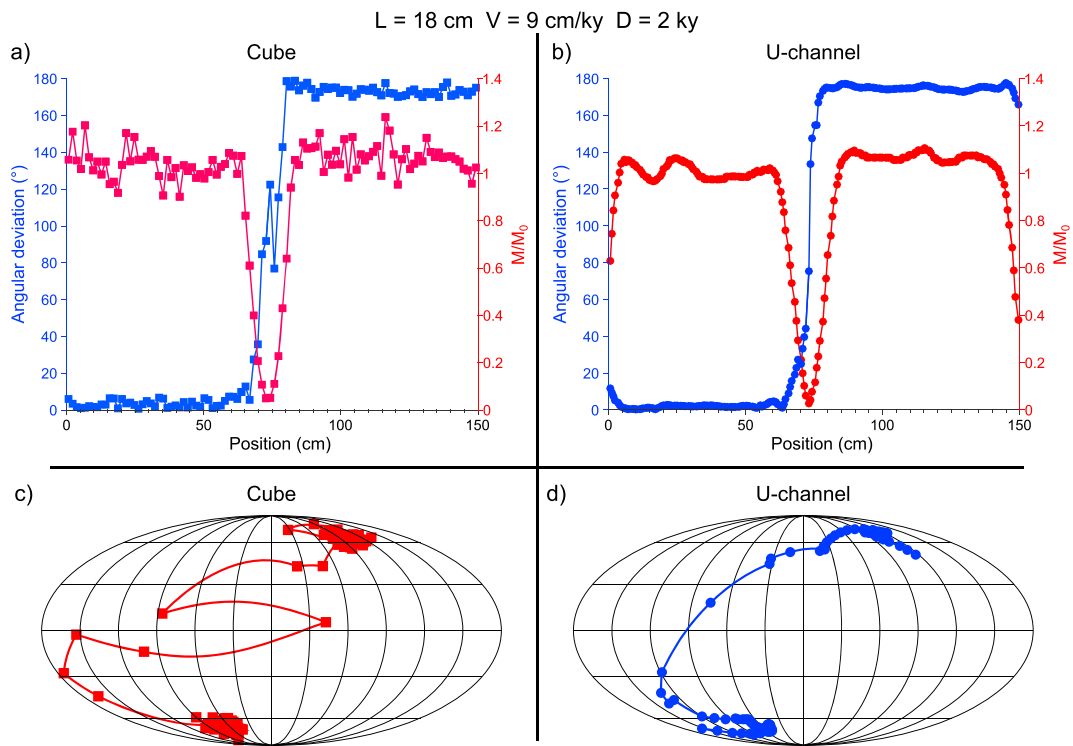 L = 18 cm  V = 9 cm/ky  D = 2 ky
a)
Cube
180
160
140
120
100
80
60
40
20
0
Angular deviation (°)
1.4
1.2
1
0.8
0.6
0.4
0.2
0
M/M0
0
50
100
150
Position (cm)
b)
U-channel
180
160
140
120
100
80
60
40
20
0
Angular deviation (°)
1.4
1.2
1
0.8
0.6
0.4
0.2
0
M/M0
0
50
100
150
Position (cm)
c)
Cube
d)
U-channel